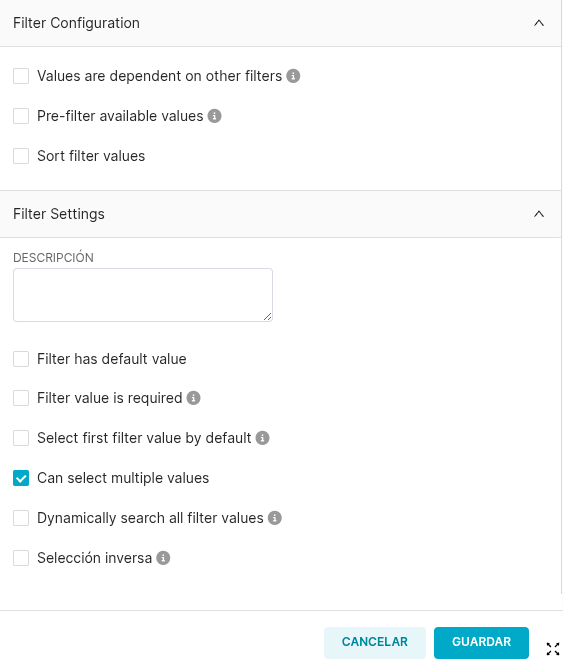 Filter Configuration
Values are dependent on other filters
Pre-filter available values
Sort filter values
Filter Settings
DESCRIPCIÓN
Filter has default value
Filter value is required
Select first filter value by default
Can select multiple values
Dynamically search all filter values
Selección inversa
CANCELAR GUARDAR